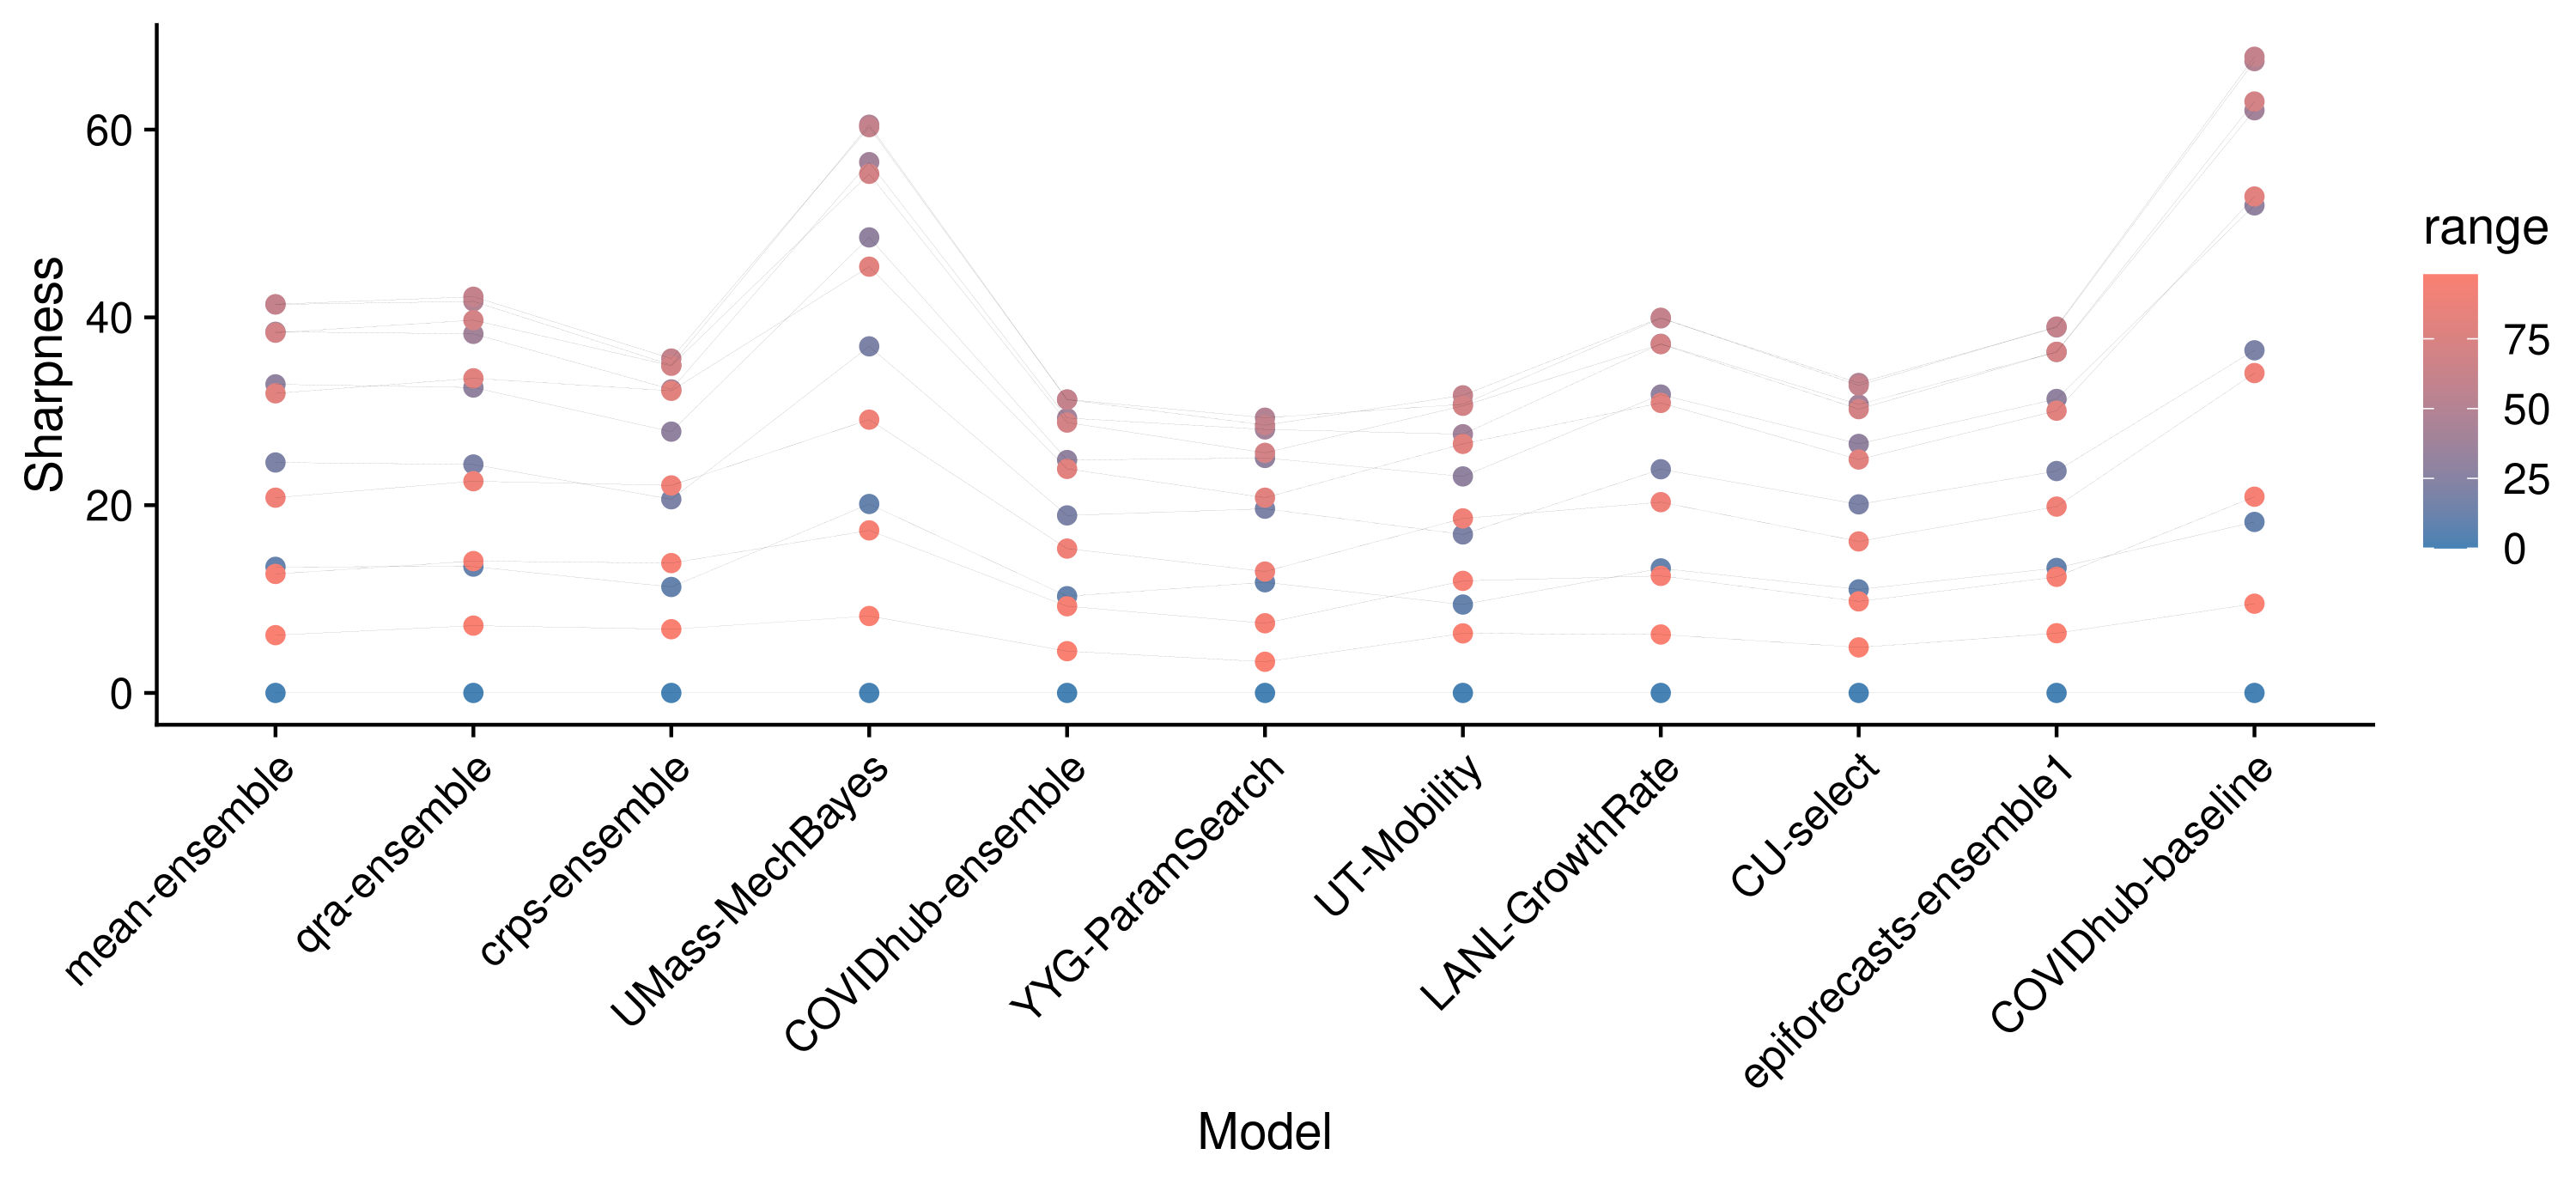 Sharpness
60
40
20
0
mean-ensemble
qra-ensemble
crps-ensemble
UMass-MechBayes
COVIDhub-ensemble
YYG-ParamSearch
UT-Mobility
LANL-GrowthRate
CU-select
epiforecasts-ensemble1
COVIDhub-baseline
Model
range
75
50
25
0